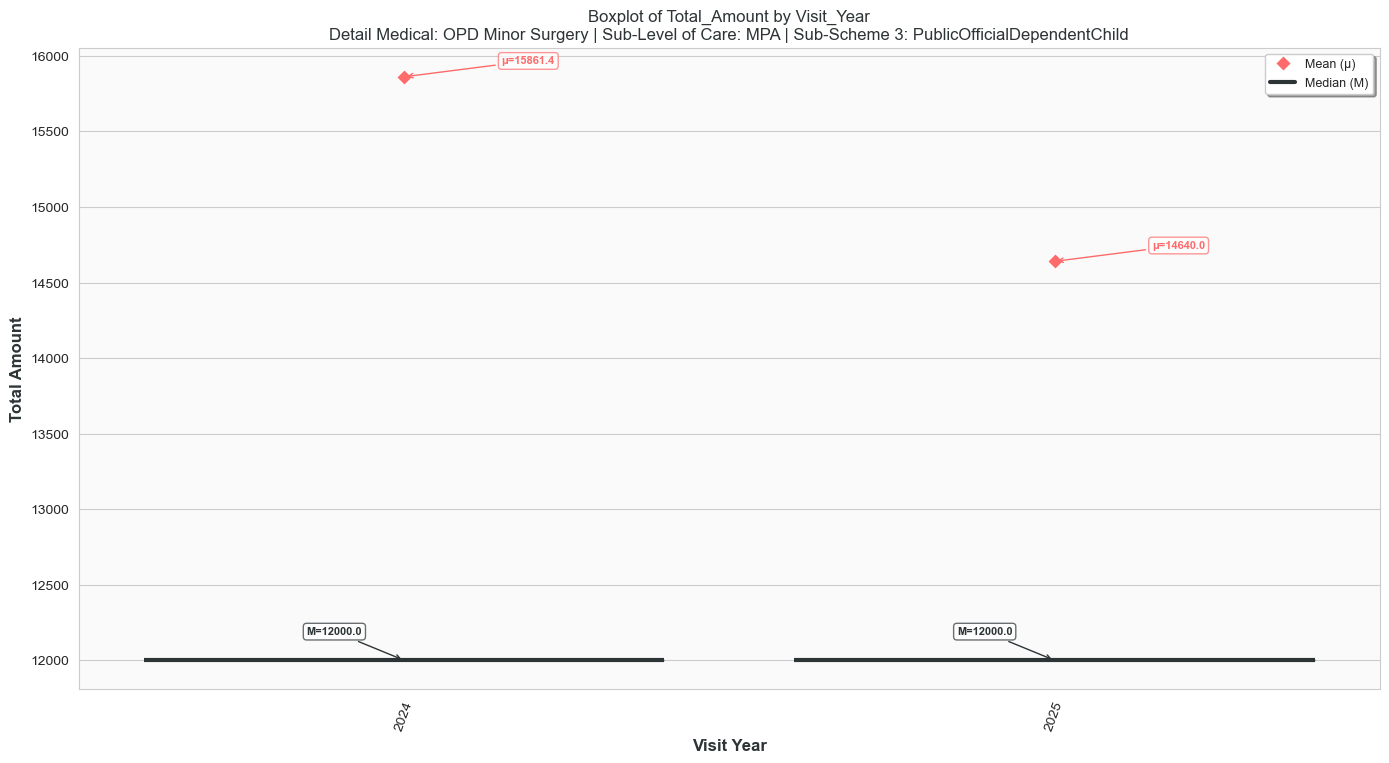 Boxplot of Total_Amount by Visit_Year
Detail Medical: OPD Minor Surgery | Sub-Level of Care: MPA | Sub-Scheme 3: PublicOfficialDependentChild
Mean (μ)
Median (M)
Total Amount
16000
15500
15000
14500
14000
13500
13000
12500
12000
μ=15861.4
μ=14640.0
M=12000.0
M=12000.0
2024
2025
Visit Year